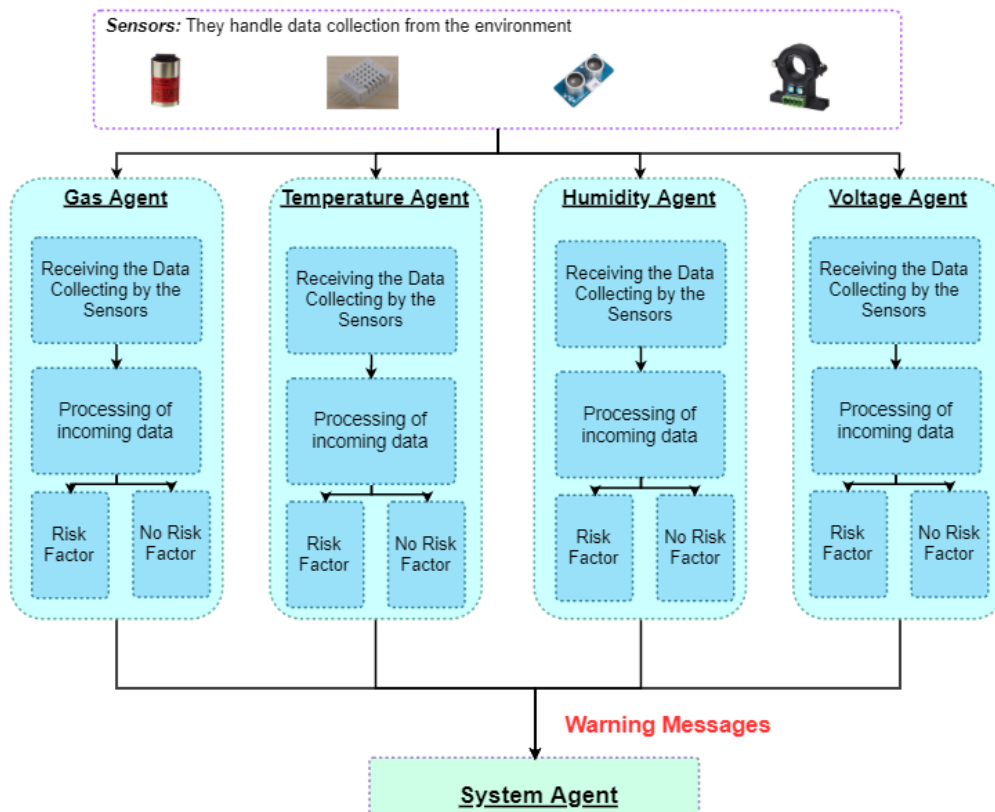 Sensors: They handle data collection from the environment
Gas Agent
Receiving the Data
Collecting by the
Sensors
Processing of
incoming data
Risk
Factor
No Risk
Factor
Temperature Agent
Receiving the Data
Collecting by the
Sensors
Processing of
incoming data
Risk
Factor
No Risk
Factor
Humidity Agent
Receiving the Data
Collecting by the
Sensors
Processing of
incoming data
Risk
Factor
No Risk
Factor
Voltage Agent
Receiving the Data
Collecting by the
Sensors
Processing of
incoming data
Risk
Factor
No Risk
Factor
Warning Messages
System Agent